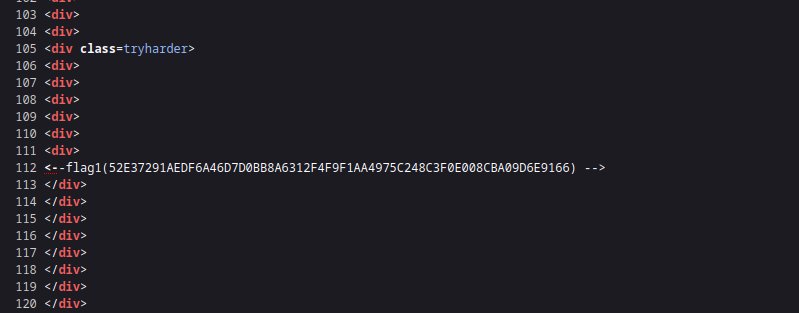 103 <div>
104 <div>
105 <div class=tryharder>
106 <div>
107 <div>
108 <div>
109 <div>
110 <div>
111 <div>
112 <--flag1(52E37291AEDF6A46D7D0BB8A6312F4F9F1AA4975C248C3F0E008CBA09D6E9166) -->
113 </div>
114 </div>
115 </div>
116 </div>
117 </div>
118 </div>
119 </div>
120 </div>